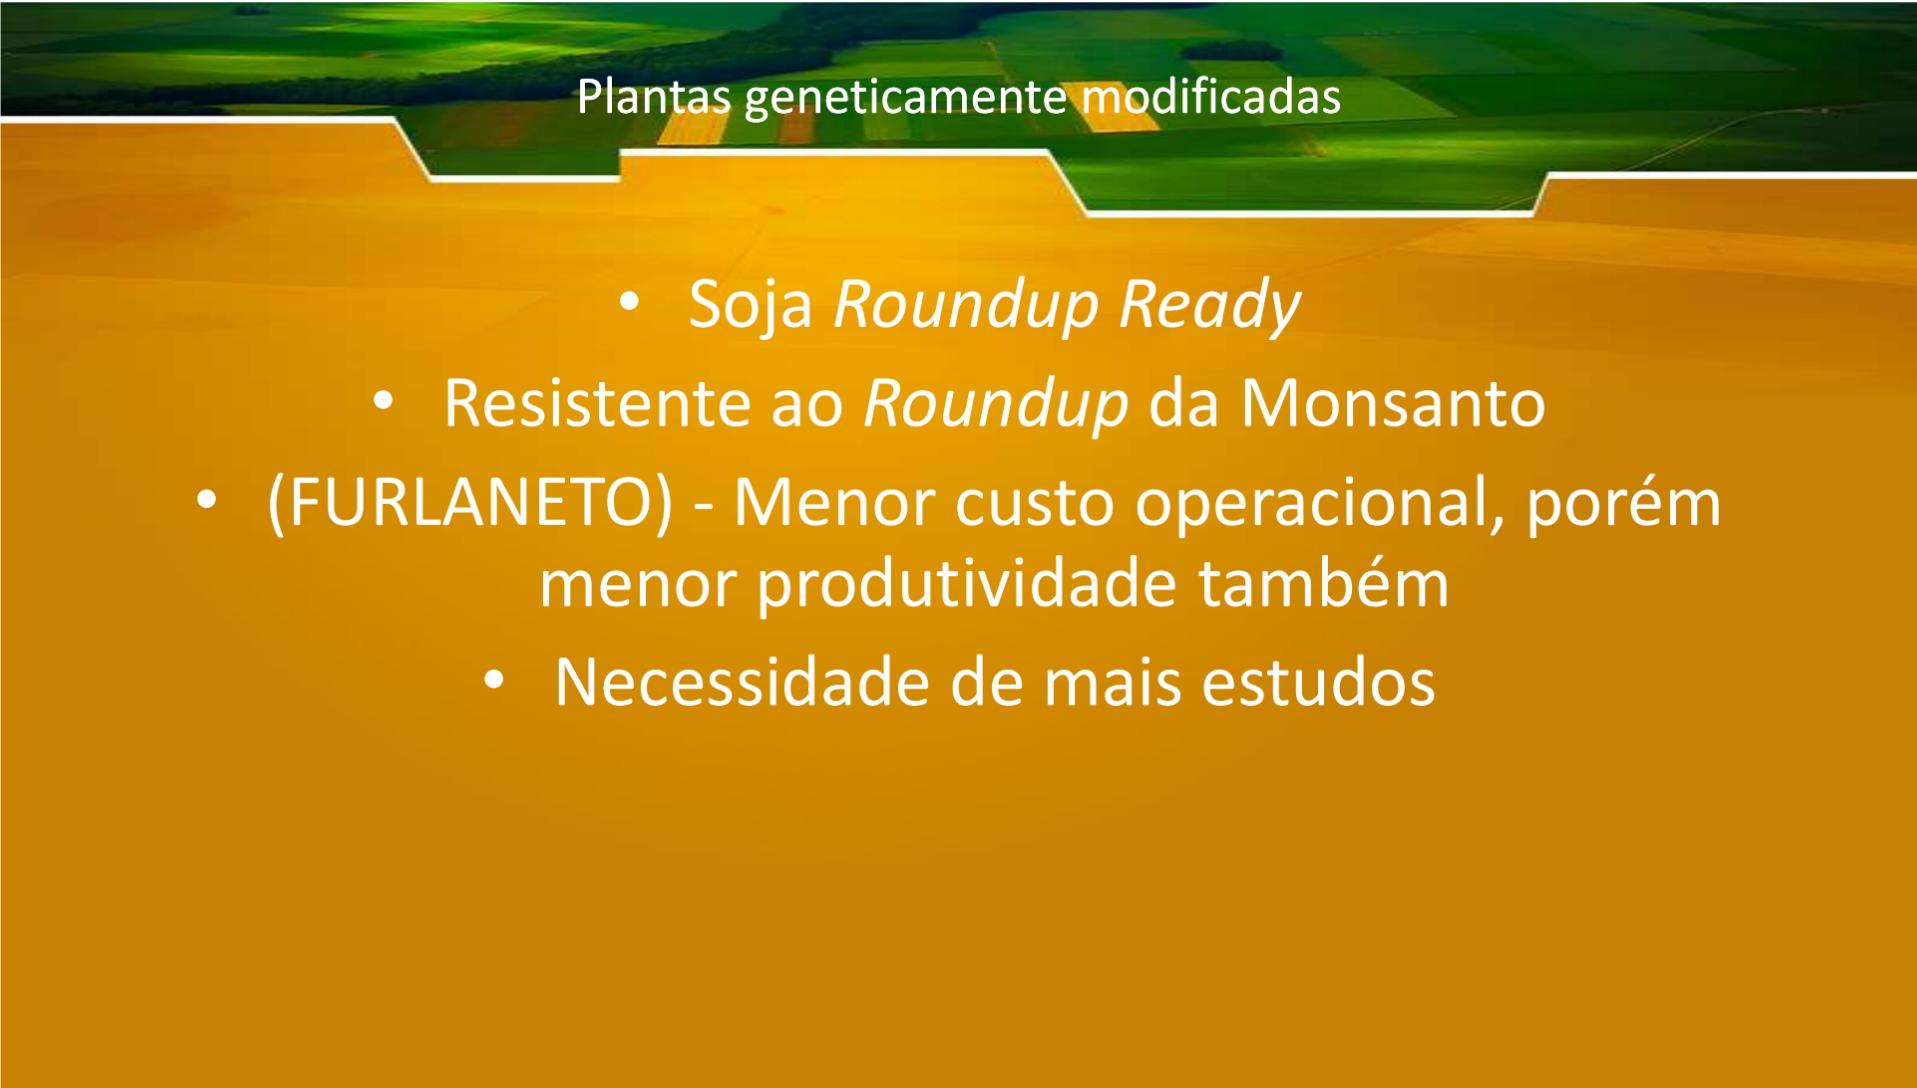 Plantas geneticamente modificadas
• Soja Roundup Ready
• Resistente ao Roundup da Monsanto
• (FURLANETO) - Menor custo operacional, porém
menor produtividade também
• Necessidade de mais estudos